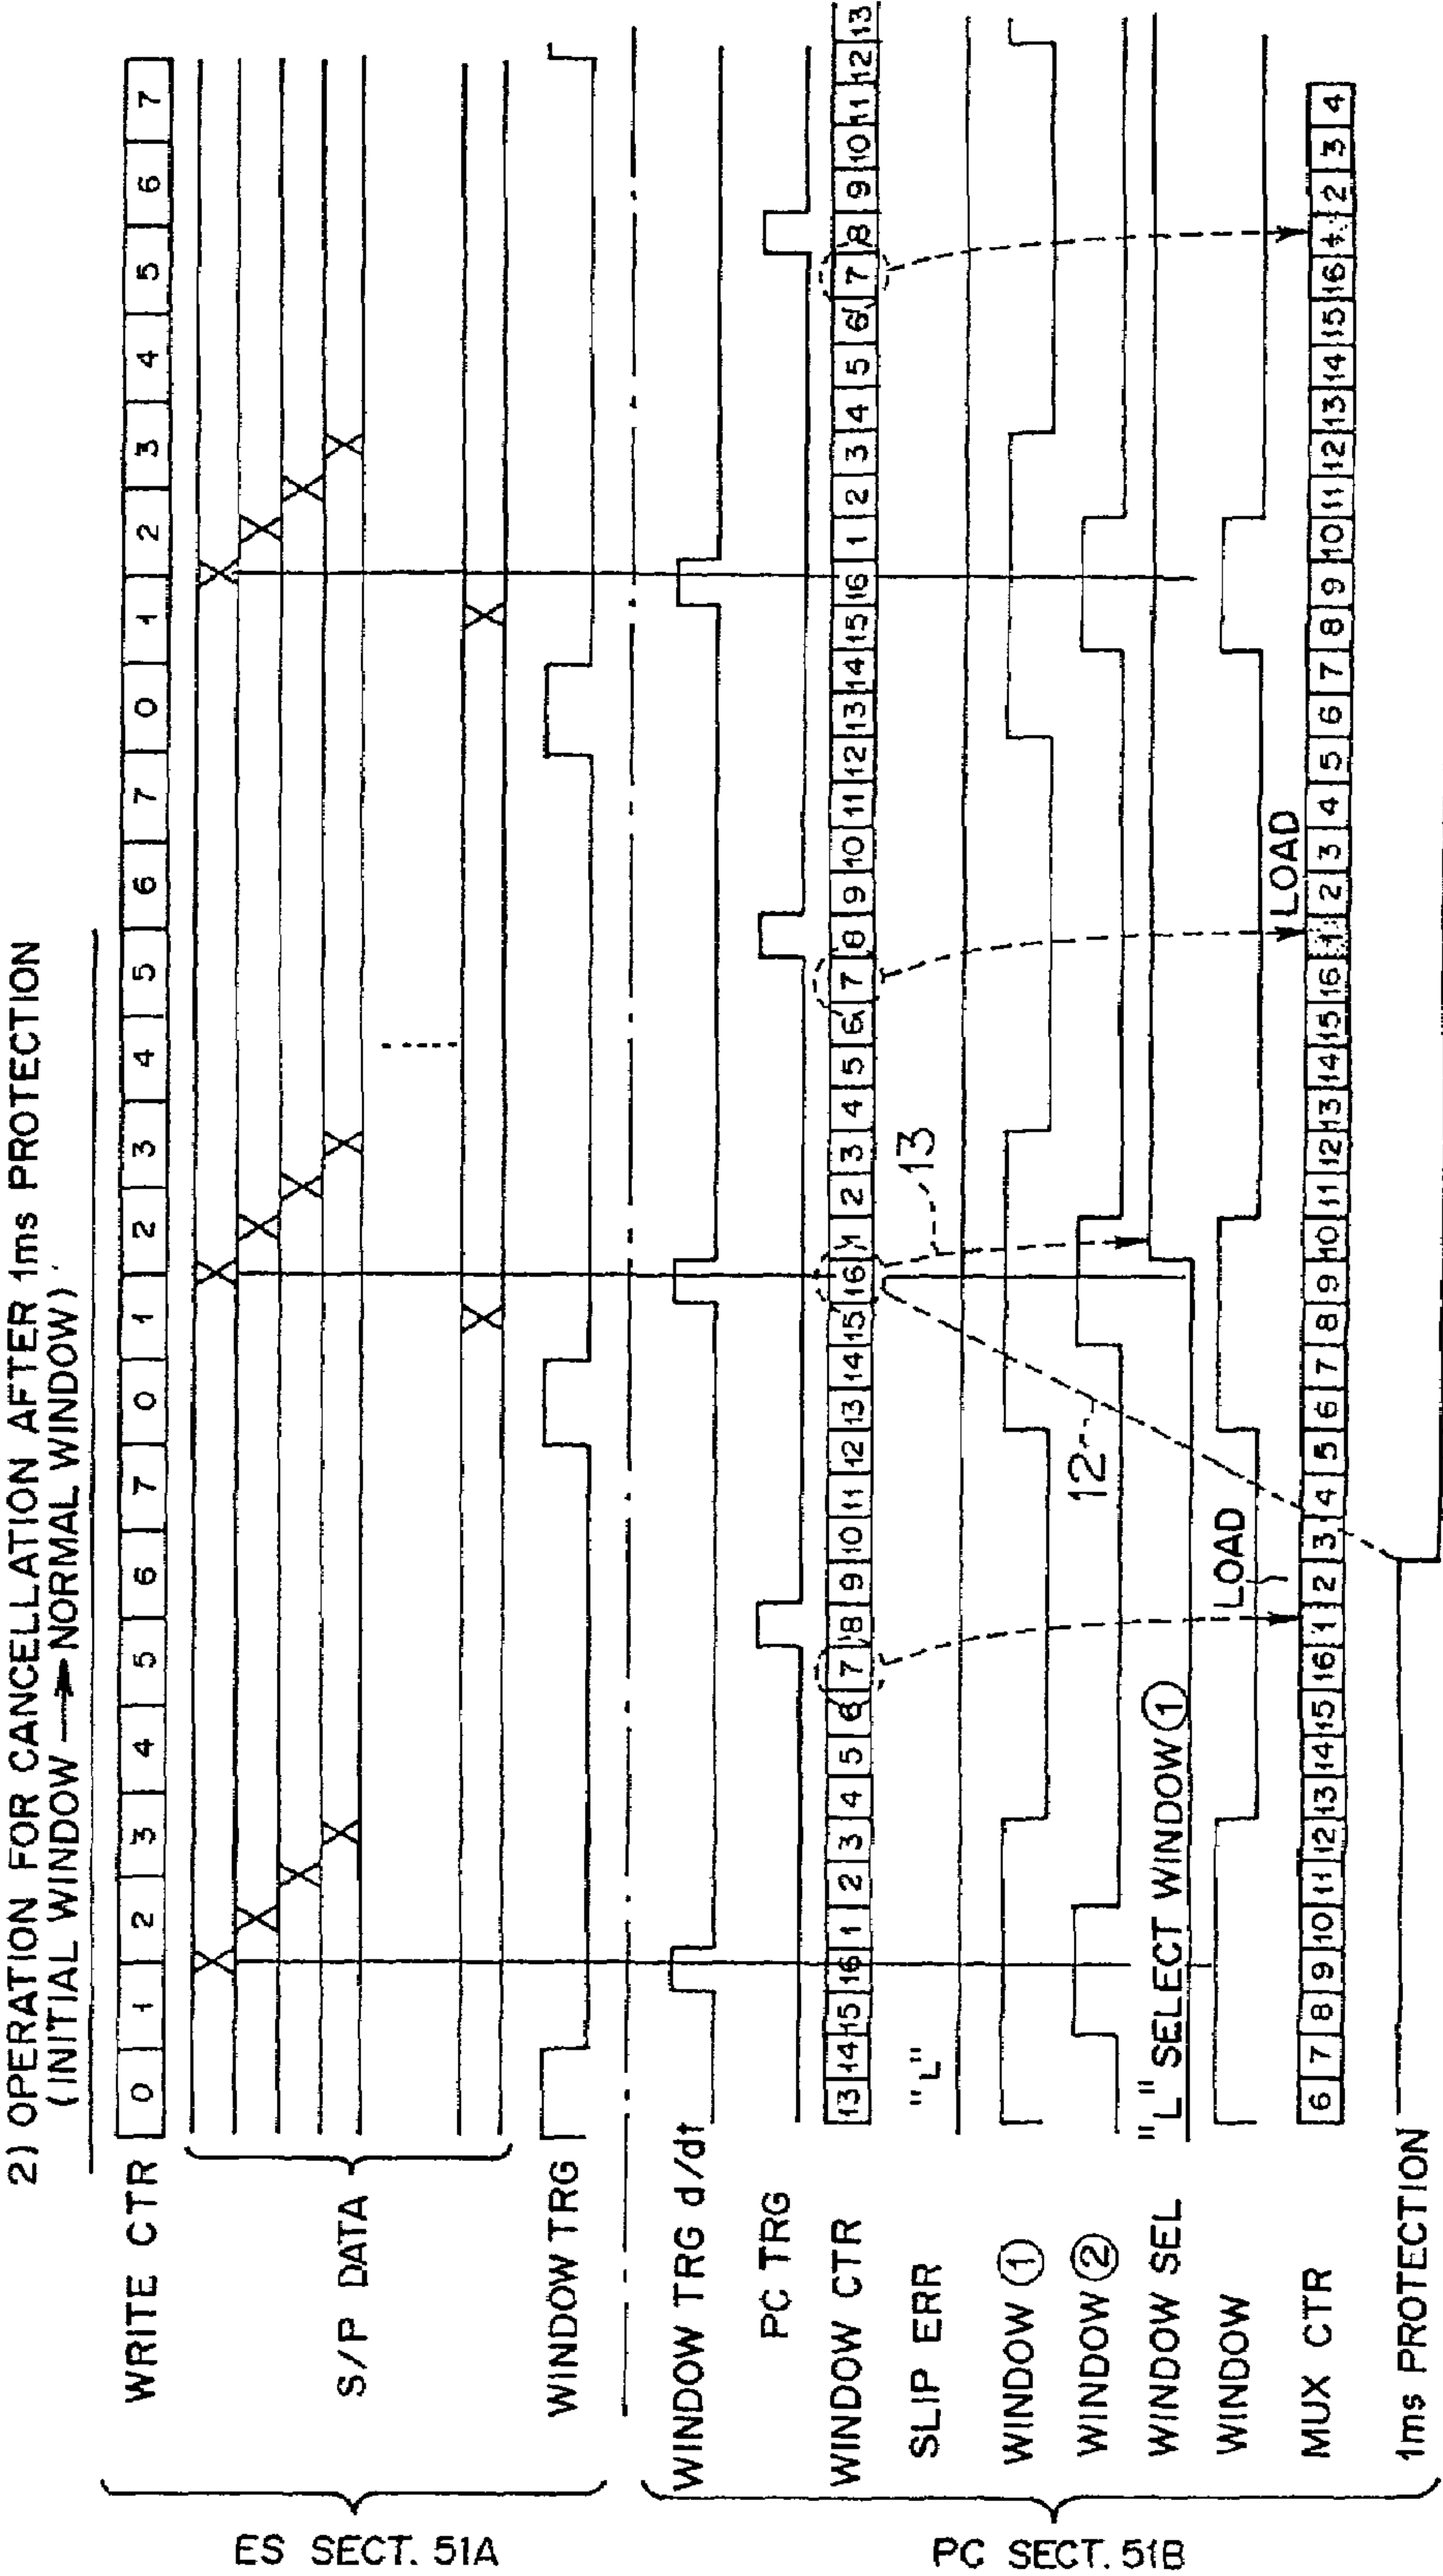 2) OPERATION FOR CANCELLATION AFTER 1ms PROTECTION
(INITIAL WINDOW → NORMAL WINDOW)
ES SECT. 51A
WRITE CTR 0 1 2 3 4 5 6 7 0 1 2 3 4 5 6 7 0 1 2 3 4 5 6 7
S/P DATA
WINDOW TRG
PC SECT. 51B
WINDOW TRG d/dt
PC TRG
WINDOW CTR 13 14 15 16 1 2 3 4 5 6 7 8 9 10 11 12 13 14 15 16 1 2 3 4 5 6 7 8 9 10 11 12 13 14 15 16 1 2 3 4 5 6 7 8 9 10 11 12 13
SLIP ERR "L"
13
WINDOW ①
WINDOW ②
12
WINDOW SEL "L" SELECT WINDOW ①
WINDOW
LOAD LOAD
MUX CTR 6 7 8 9 10 11 12 13 14 15 16 1 2 3 4 5 6 7 8 9 10 11 12 13 14 15 16 1 2 3 4 5 6 7 8 9 10 11 12 13 14 15 16 1 2 3 4
1ms PROTECTION